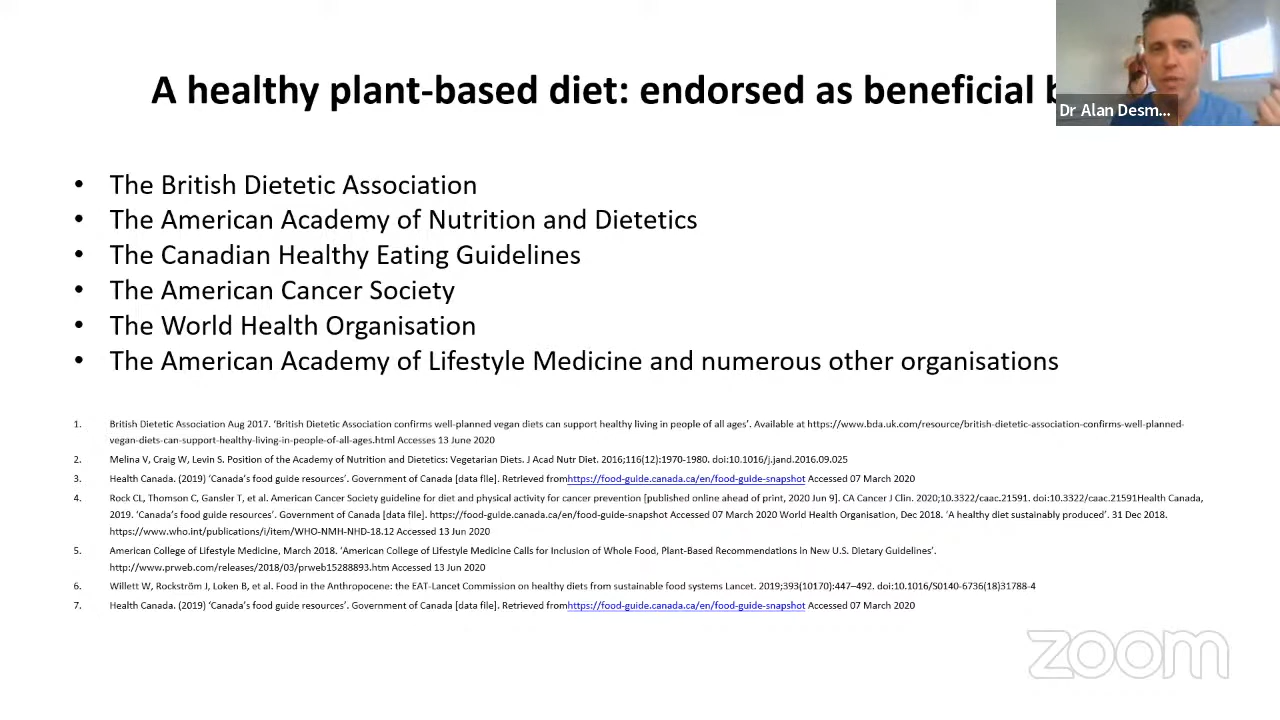 A healthy plant-based diet: endorsed as beneficial
Dr Alan Desm...
• The British Dietetic Association
• The American Academy of Nutrition and Dietetics
• The Canadian Healthy Eating Guidelines
• The American Cancer Society
• The World Health Organisation
• The American Academy of Lifestyle Medicine and numerous other organisations
1. British Dietetic Association Aug 2017. 'British Dietetic Association confirms well-planned vegan diets can support healthy living in people of all ages'. Available at https://www.bda.uk.com/resource/british-dietetic-association-confirms-well-planned-
vegan-diets-can-support-healthy-living-in-people-of-all-ages.html Accesses 13 June 2020
2. Melina V, Craig W, Levin S. Position of the Academy of Nutrition and Dietetics: Vegetarian Diets. J Acad Nutr Diet. 2016;116(12):1970-1980. doi:10.1016/j.jand.2016.09.025
3. Health Canada. (2019) 'Canada's food guide resources'. Government of Canada [data file]. Retrieved fromhttps://food-guide.canada.ca/en/food-guide-snapshot Accessed 07 March 2020
4. Rock CL, Thomson C, Gansler T, et al. American Cancer Society guideline for diet and physical activity for cancer prevention [published online ahead of print, 2020 Jun 9]. CA Cancer J Clin. 2020;10.3322/caac.21591. doi:10.3322/caac.21591Health Canada,
2019. 'Canada's food guide resources'. Government of Canada [data file]. https://food-guide.canada.ca/en/food-guide-snapshot Accessed 07 March 2020 World Health Organisation, Dec 2018. 'A healthy diet sustainably produced'. 31 Dec 2018.
https://www.who.int/publications/i/item/WHO-NMH-NHD-18.12 Accessed 13 Jun 2020
5. American College of Lifestyle Medicine, March 2018. 'American College of Lifestyle Medicine Calls for Inclusion of Whole Food, Plant-Based Recommendations in New U.S. Dietary Guidelines'.
http://www.prweb.com/releases/2018/03/prweb15288893.htm Accessed 13 Jun 2020
6. Willett W, Rockström J, Loken B, et al. Food in the Anthropocene: the EAT-Lancet Commission on healthy diets from sustainable food systems Lancet. 2019;393(10170):447–492. doi:10.1016/S0140-6736(18)31788-4
7. Health Canada. (2019) 'Canada's food guide resources'. Government of Canada [data file]. Retrieved fromhttps://food-guide.canada.ca/en/food-guide-snapshot Accessed 07 March 2020
zoom